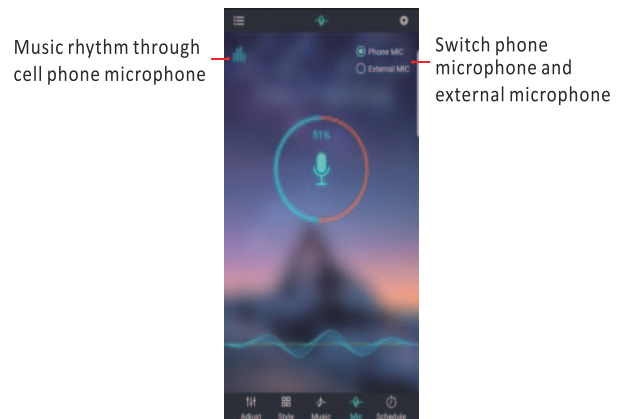 Music rhythm through
cell phone microphone
Switch phone
microphone and
external microphone
Phone MIC
External MIC
51%
Adjust Style Music Mic Schedule